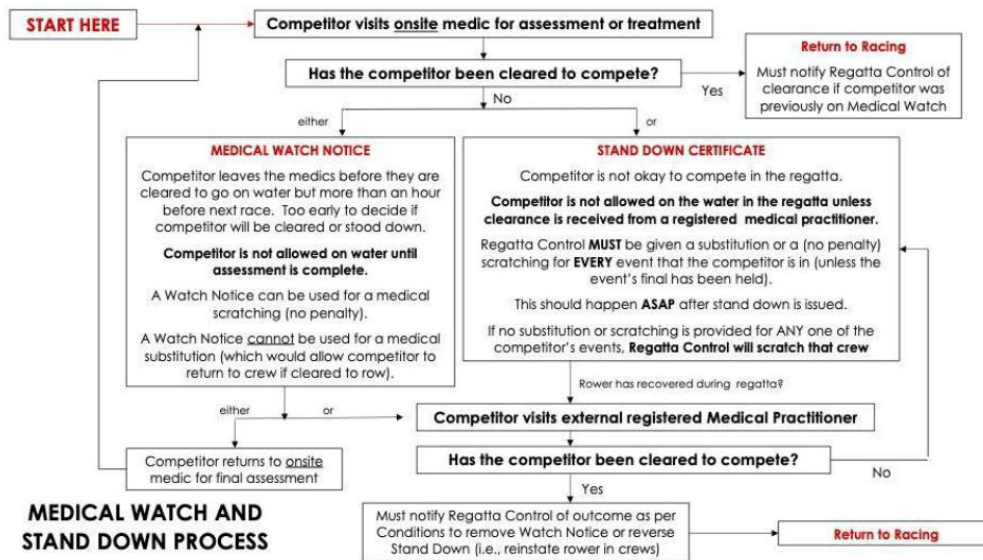 START HERE
Competitor visits onsite medic for assessment or treatment
Has the competitor been cleared to compete?
Yes
No
Return to Racing
Must notify Regatta Control of
clearance if competitor was
previously on Medical Watch
either
or
MEDICAL WATCH NOTICE
Competitor leaves the medics before they are
cleared to go on water but more than an hour
before next race. Too early to decide if
competitor will be cleared or stood down.
Competitor is not allowed on water until
assessment is complete.
A Watch Notice can be used for a medical
scratching (no penalty).
A Watch Notice cannot be used for a medical
substitution (which would allow competitor to
return to crew if cleared to row).
STAND DOWN CERTIFICATE
Competitor is not okay to compete in the regatta.
Competitor is not allowed on the water in the regatta unless
clearance is received from a registered medical practitioner.
Regatta Control MUST be given a substitution or a (no penalty)
scratching for EVERY event that the competitor is in (unless the
event's final has been held).
This should happen ASAP after stand down is issued.
If no substitution or scratching is provided for ANY one of the
competitor's events, Regatta Control will scratch that crew
either
or
Rower has recovered during regatta?
Competitor visits external registered Medical Practitioner
Competitor returns to onsite
medic for final assessment
Has the competitor been cleared to compete?
No
Yes
MEDICAL WATCH AND
STAND DOWN PROCESS
Must notify Regatta Control of outcome as per
Conditions to remove Watch Notice or reverse
Stand Down (i.e., reinstate rower in crews)
Return to Racing